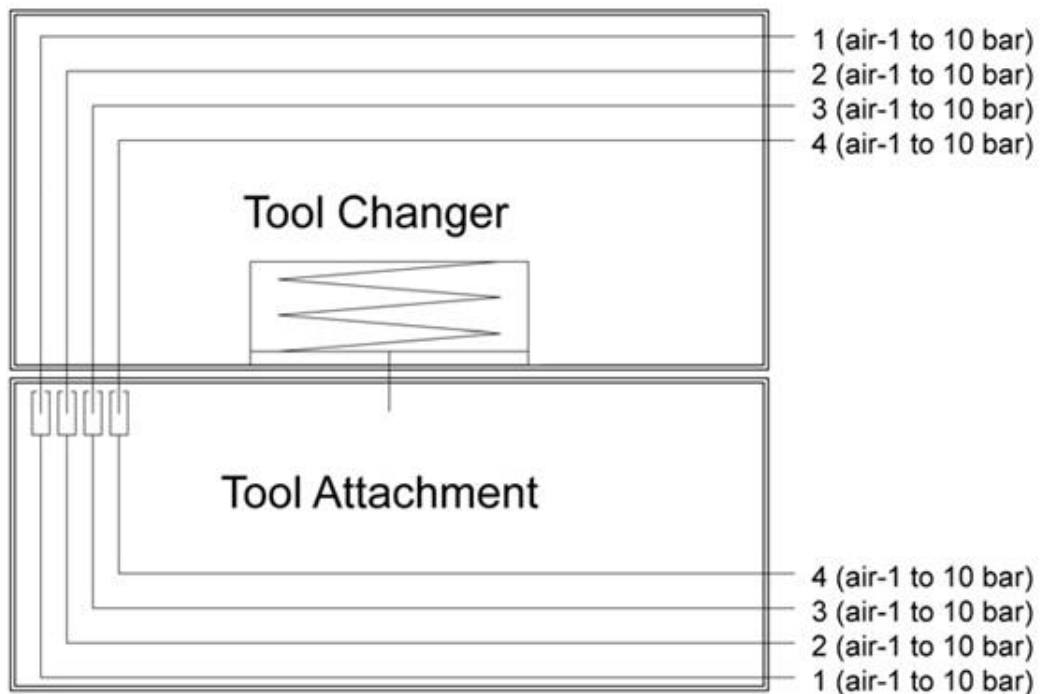 1 (air-1 to 10 bar)
2 (air-1 to 10 bar)
3 (air-1 to 10 bar)
4 (air-1 to 10 bar)
Tool Changer
Tool Attachment
4 (air-1 to 10 bar)
3 (air-1 to 10 bar)
2 (air-1 to 10 bar)
1 (air-1 to 10 bar)